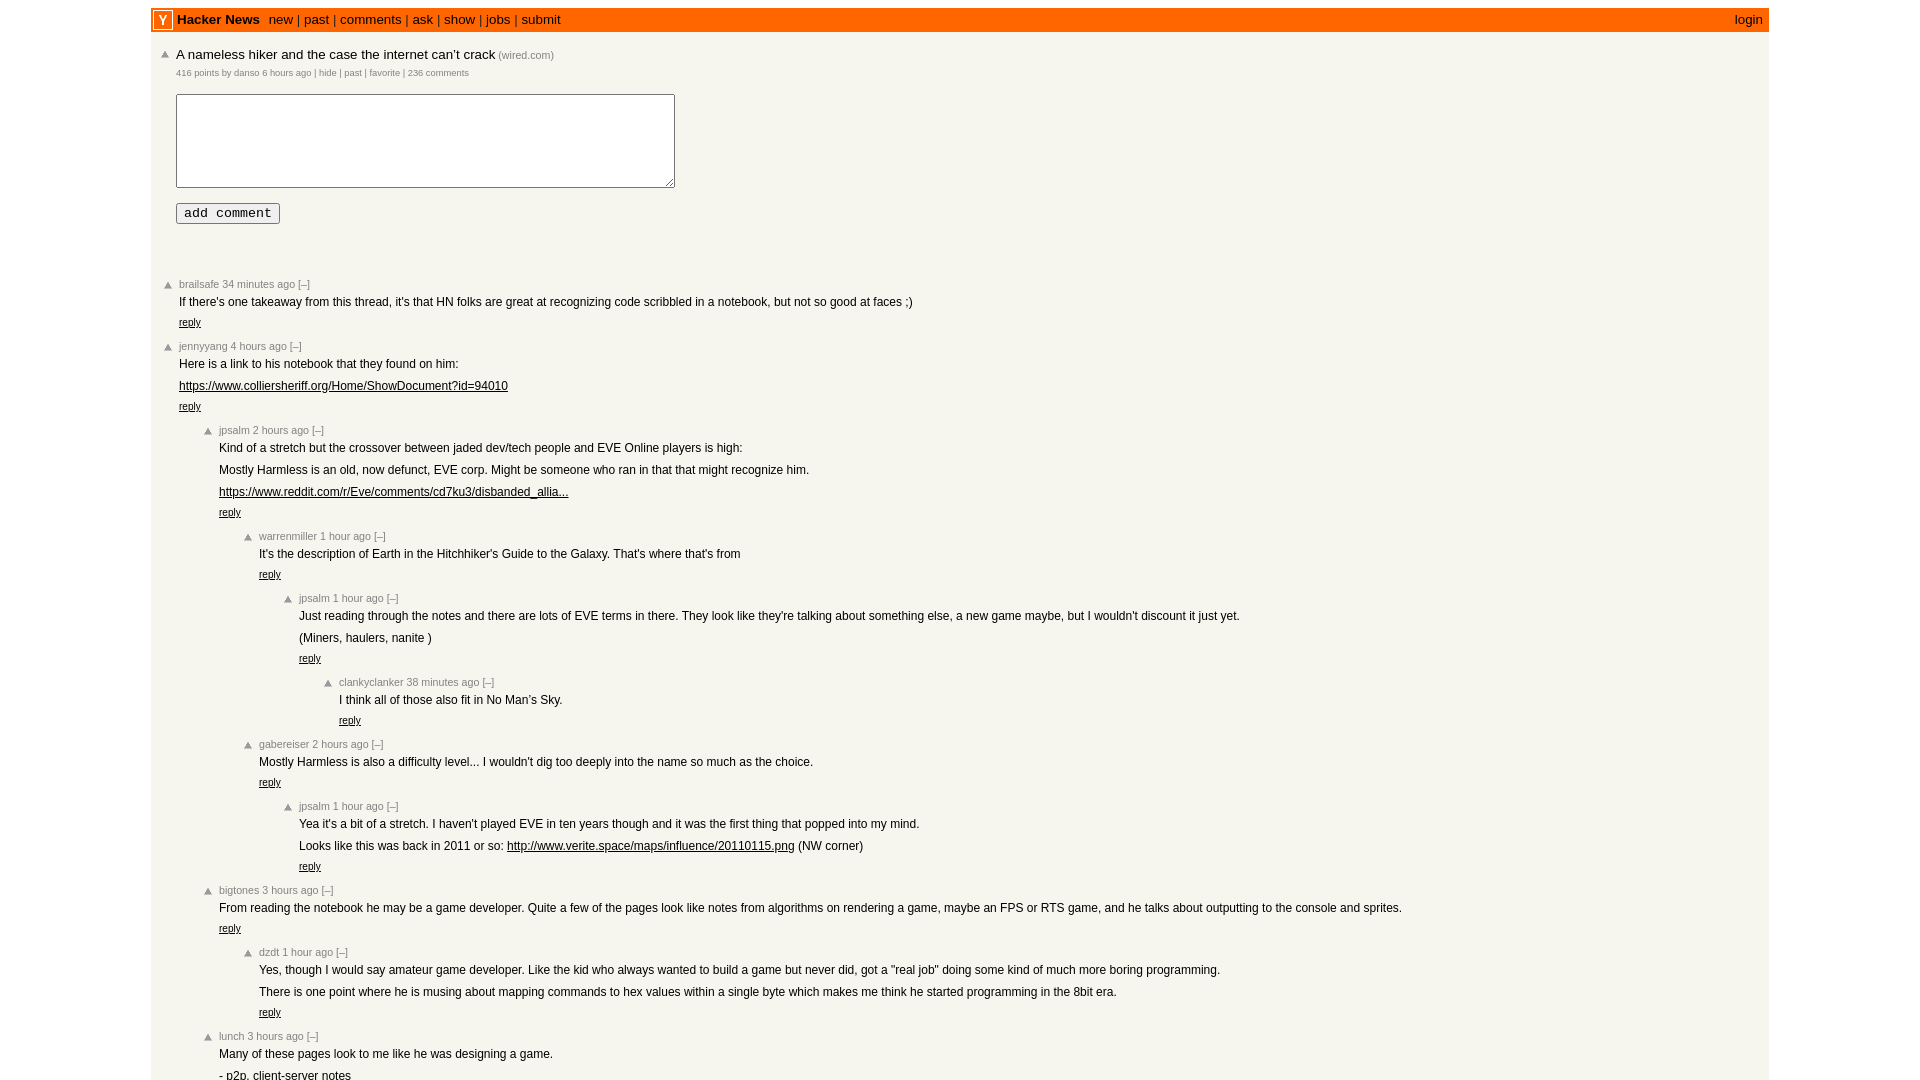 Y Hacker News new | past | comments | ask | show | jobs | submit login
A nameless hiker and the case the internet can’t crack (wired.com)
416 points by danso 6 hours ago | hide | past | favorite | 236 comments
add comment
brailsafe 34 minutes ago [–]
If there's one takeaway from this thread, it's that HN folks are great at recognizing code scribbled in a notebook, but not so good at faces ;)
reply
jennyyang 4 hours ago [–]
Here is a link to his notebook that they found on him:
https://www.colliersheriff.org/Home/ShowDocument?id=94010
reply
jpsalm 2 hours ago [–]
Kind of a stretch but the crossover between jaded dev/tech people and EVE Online players is high:
Mostly Harmless is an old, now defunct, EVE corp. Might be someone who ran in that that might recognize him.
https://www.reddit.com/r/Eve/comments/cd7ku3/disbanded_allia...
reply
warrenmiller 1 hour ago [–]
It's the description of Earth in the Hitchhiker's Guide to the Galaxy. That's where that's from
reply
jpsalm 1 hour ago [–]
Just reading through the notes and there are lots of EVE terms in there. They look like they're talking about something else, a new game maybe, but I wouldn't discount it just yet.
(Miners, haulers, nanite )
reply
clankyclanker 38 minutes ago [–]
I think all of those also fit in No Man’s Sky.
reply
gabereiser 2 hours ago [–]
Mostly Harmless is also a difficulty level... I wouldn't dig too deeply into the name so much as the choice.
reply
jpsalm 1 hour ago [–]
Yea it's a bit of a stretch. I haven't played EVE in ten years though and it was the first thing that popped into my mind.
Looks like this was back in 2011 or so: http://www.verite.space/maps/influence/20110115.png (NW corner)
reply
bigtones 3 hours ago [–]
From reading the notebook he may be a game developer. Quite a few of the pages look like notes from algorithms on rendering a game, maybe an FPS or RTS game, and he talks about outputting to the console and sprites.
reply
dzdt 1 hour ago [–]
Yes, though I would say amateur game developer. Like the kid who always wanted to build a game but never did, got a "real job" doing some kind of much more boring programming.
There is one point where he is musing about mapping commands to hex values within a single byte which makes me think he started programming in the 8bit era.
reply
lunch 3 hours ago [–]
Many of these pages look to me like he was designing a game.
- p2p, client-server notes